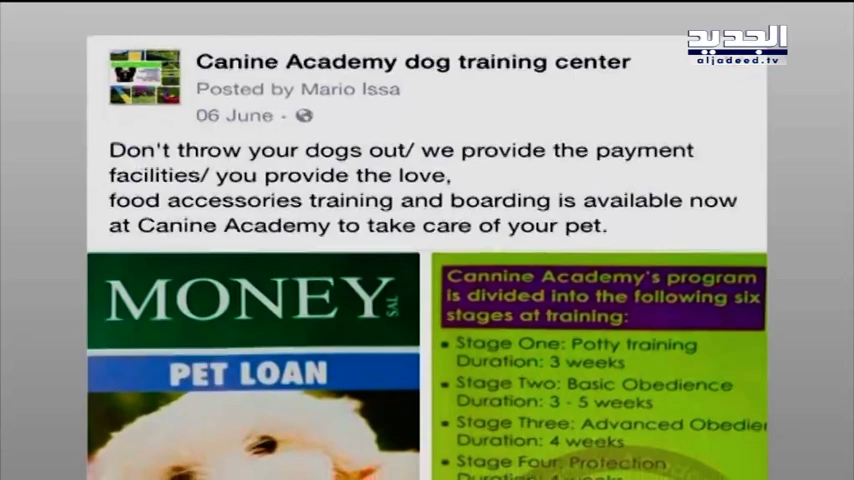 الجديد
aljadeed.tv
Canine Academy dog training center
Posted by Mario Issa
06 June ·
Don't throw your dogs out/ we provide the payment
facilities/ you provide the love,
food accessories training and boarding is available now
at Canine Academy to take care of your pet.
MONEY SAL
PET LOAN
Cannine Academy's program
is divided into the following six
stages at training:
• Stage One: Potty training
Duration: 3 weeks
• Stage Two: Basic Obedience
Duration: 3 - 5 weeks
• Stage Three: Advanced Obedie
Duration: 4 weeks
• Stage Four: Protection